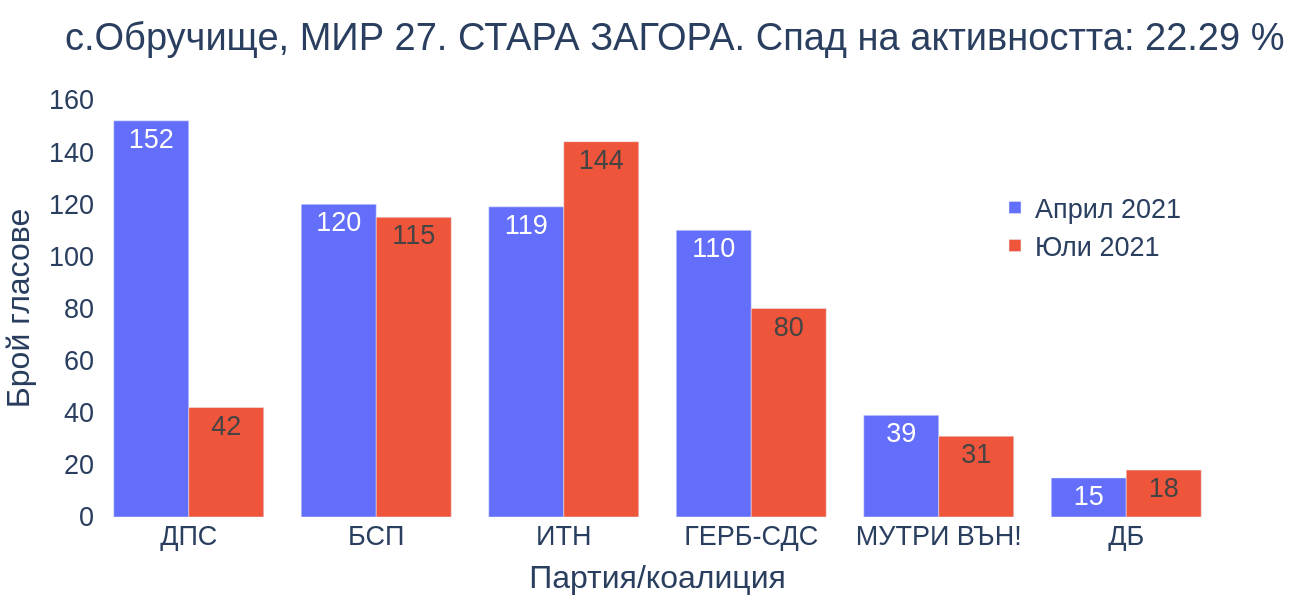 с.Обручище, МИР 27. СТАРА ЗАГОРА. Спад на активността: 22.29 %
160
140
120
100
80
60
40
20
0
Брой гласове
152
42
120
115
119
144
110
80
39
31
15
18
Април 2021
Юли 2021
ДПС
БСП
ИТН
ГЕРБ-СДС
МУТРИ ВЪН!
ДБ
Партия/коалиция